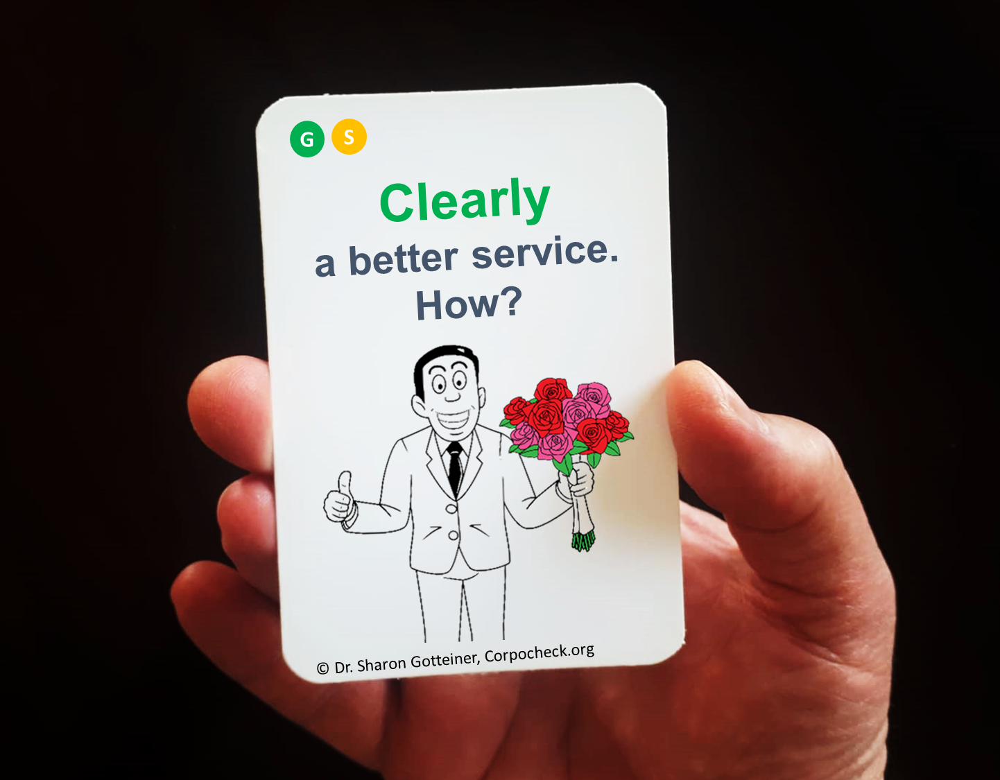 G S
Clearly
a better service.
How?
© Dr. Sharon Gotteiner, Corpocheck.org